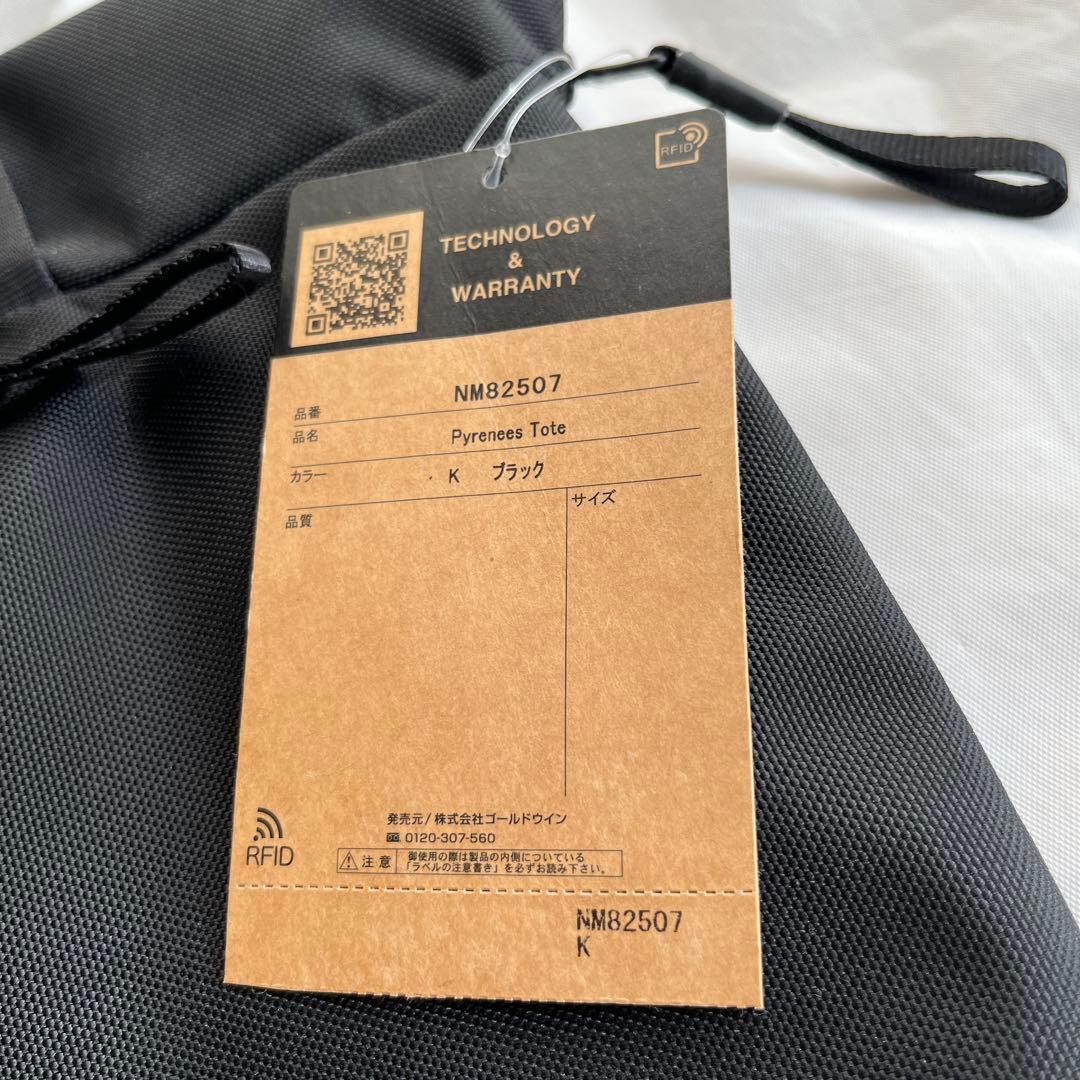 RFID
TECHNOLOGY
&
WARRANTY
品番 NM82507
品名 Pyrenees Tote
カラー K ブラック
品質 サイズ
発売元/株式会社ゴールドウイン
0120-307-560
RFID
注意 御使用の際は製品の内側についている
「ラベルの注意書き」を必ずお読み下さい。
NM82507
K